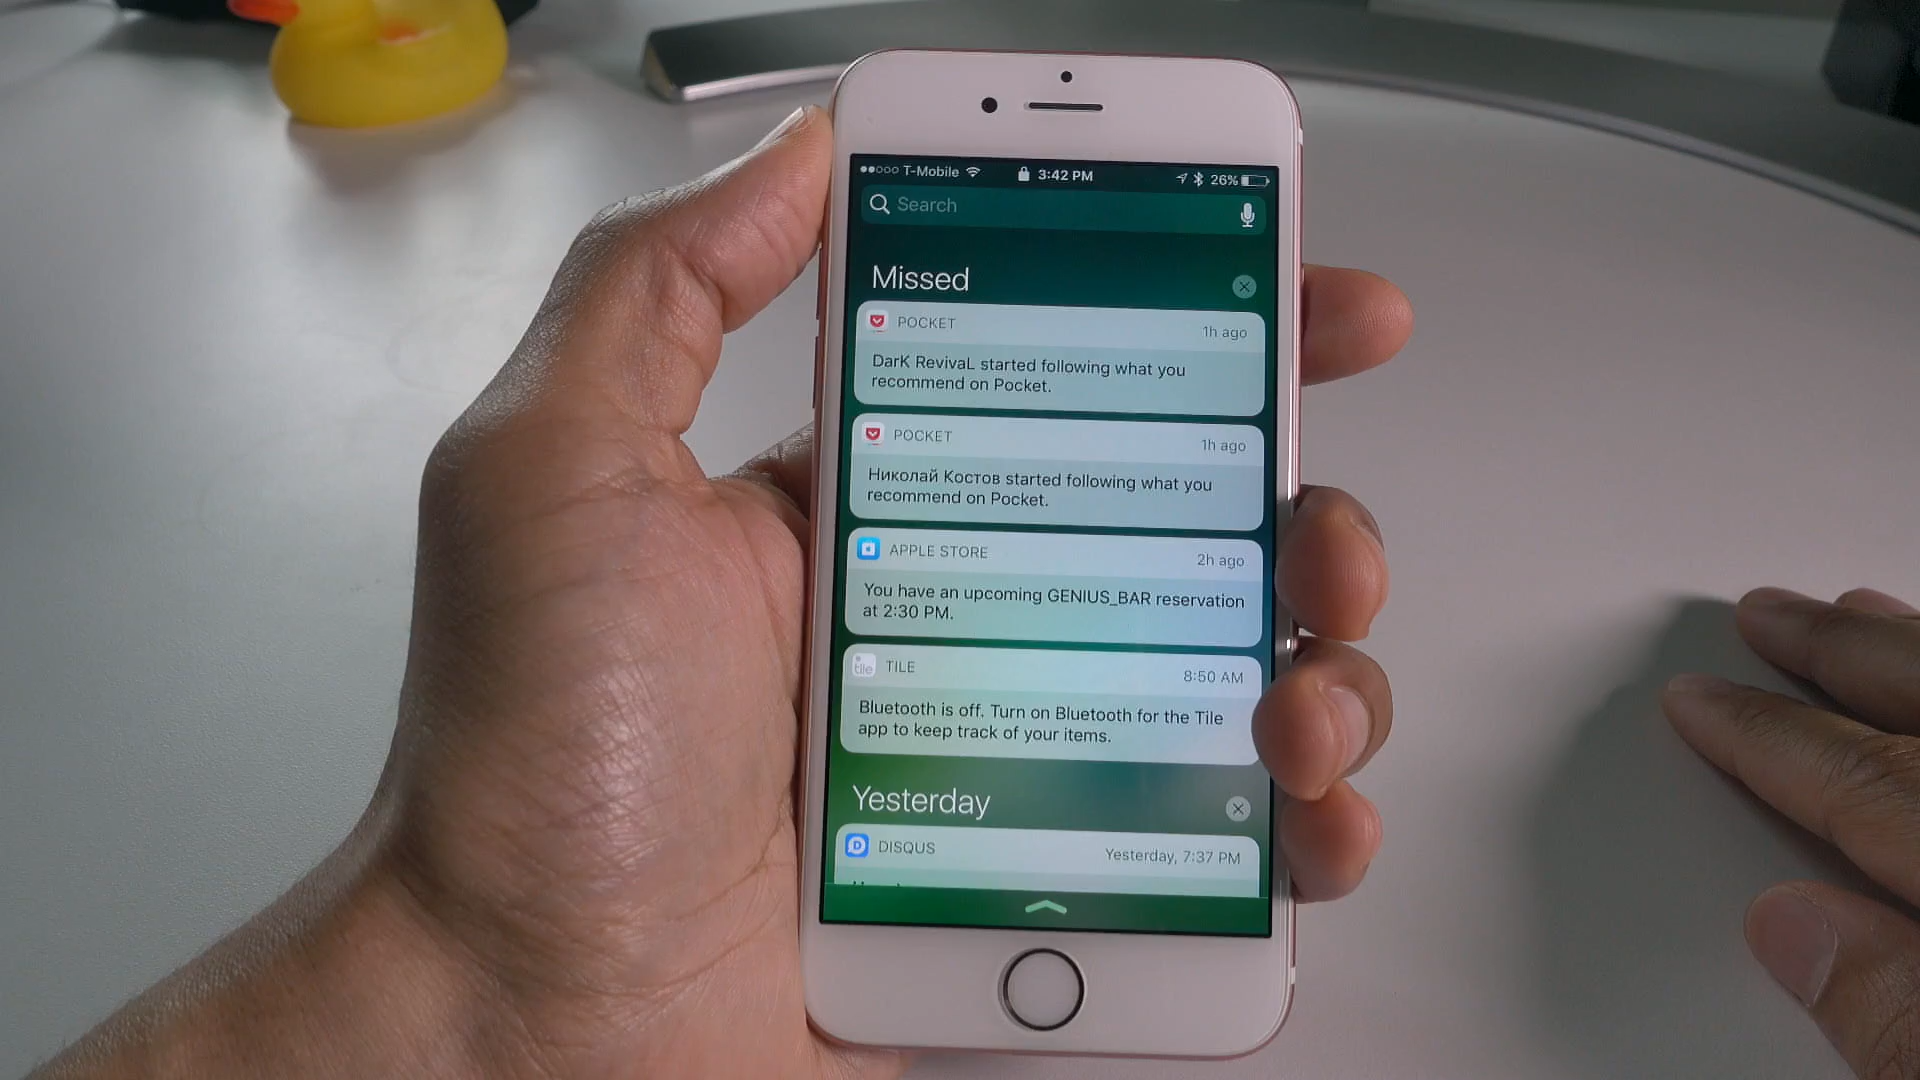 T-Mobile 3:42 PM 26%
Search
Missed
POCKET 1h ago
DarK RevivaL started following what you
recommend on Pocket.
POCKET 1h ago
Николай Костов started following what you
recommend on Pocket.
APPLE STORE 2h ago
You have an upcoming GENIUS_BAR reservation
at 2:30 PM.
tile TILE 8:50 AM
Bluetooth is off. Turn on Bluetooth for the Tile
app to keep track of your items.
Yesterday
DISQUS Yesterday, 7:37 PM